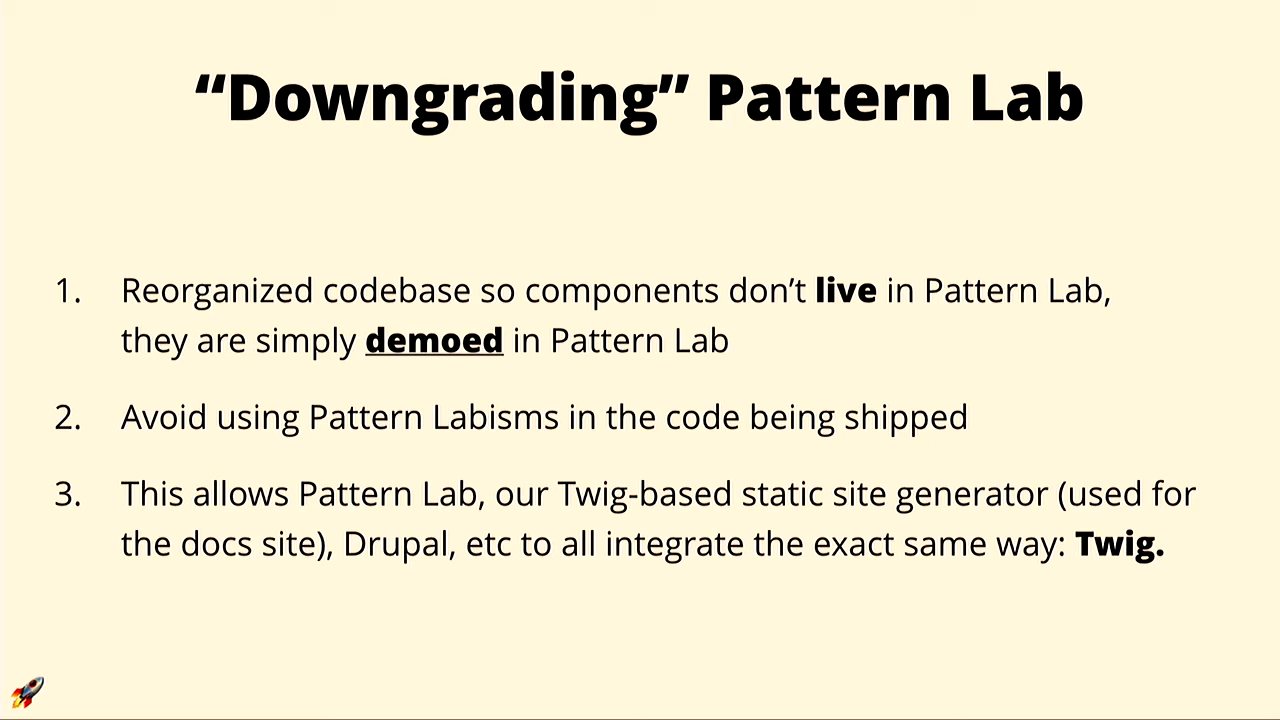 “Downgrading” Pattern Lab
1. Reorganized codebase so components don’t live in Pattern Lab,
they are simply demoed in Pattern Lab
2. Avoid using Pattern Labisms in the code being shipped
3. This allows Pattern Lab, our Twig-based static site generator (used for
the docs site), Drupal, etc to all integrate the exact same way: Twig.